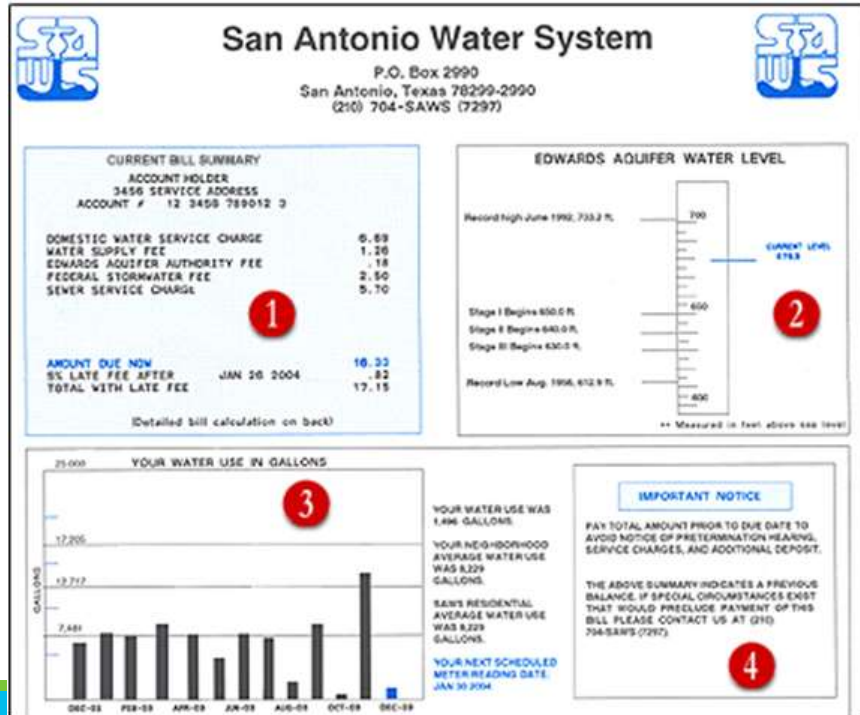 SAWS
San Antonio Water System
SAWS
P.O. Box 2990
San Antonio, Texas 78299-2990
(210) 704-SAWS (7297)
CURRENT BILL SUMMARY
ACCOUNT HOLDER
3456 SERVICE ADDRESS
ACCOUNT # 12 3456 789012 3
DOMESTIC WATER SERVICE CHARGE 6.69
WATER SUPPLY FEE 1.26
EDWARDS AQUIFER AUTHORITY FEE .18
FEDERAL STORMWATER FEE 2.50
SEWER SERVICE CHARGE 5.70
1
AMOUNT DUE NOW 16.33
5% LATE FEE AFTER JAN 26 2004 .82
TOTAL WITH LATE FEE 17.15
(Detailed bill calculation on back)
EDWARDS AQUIFER WATER LEVEL
Record high June 1992, 703.2 ft.
700
CURRENT LEVEL
2
650
Stage I Begins 650.0 ft.
Stage II Begins 640.0 ft.
Stage III Begins 630.0 ft.
Record Low Aug. 1956, 612.9 ft.
600
** Measured in feet above sea level
YOUR WATER USE IN GALLONS
25,000
17,205
12,717
7,481
GALLONS
3
DEC-03 FEB-03 APR-03 JUN-03 AUG-03 OCT-03 DEC-03
YOUR WATER USE WAS
1,496 GALLONS.
YOUR NEIGHBORHOOD
AVERAGE WATER USE
WAS 8,229
GALLONS.
SAWS RESIDENTIAL
AVERAGE WATER USE
WAS 8,229
GALLONS.
YOUR NEXT SCHEDULED
METER READING DATE:
JAN 30 2004
IMPORTANT NOTICE
PAY TOTAL AMOUNT PRIOR TO DUE DATE TO
AVOID NOTICE OF PRETERMINATION HEARING,
SERVICE CHARGES, AND ADDITIONAL DEPOSIT.
THE ABOVE SUMMARY INDICATES A PREVIOUS
BALANCE. IF SPECIAL CIRCUMSTANCES EXIST
THAT WOULD PRECLUDE PAYMENT OF THIS
BILL PLEASE CONTACT US AT (210)
704-SAWS (7297)
4